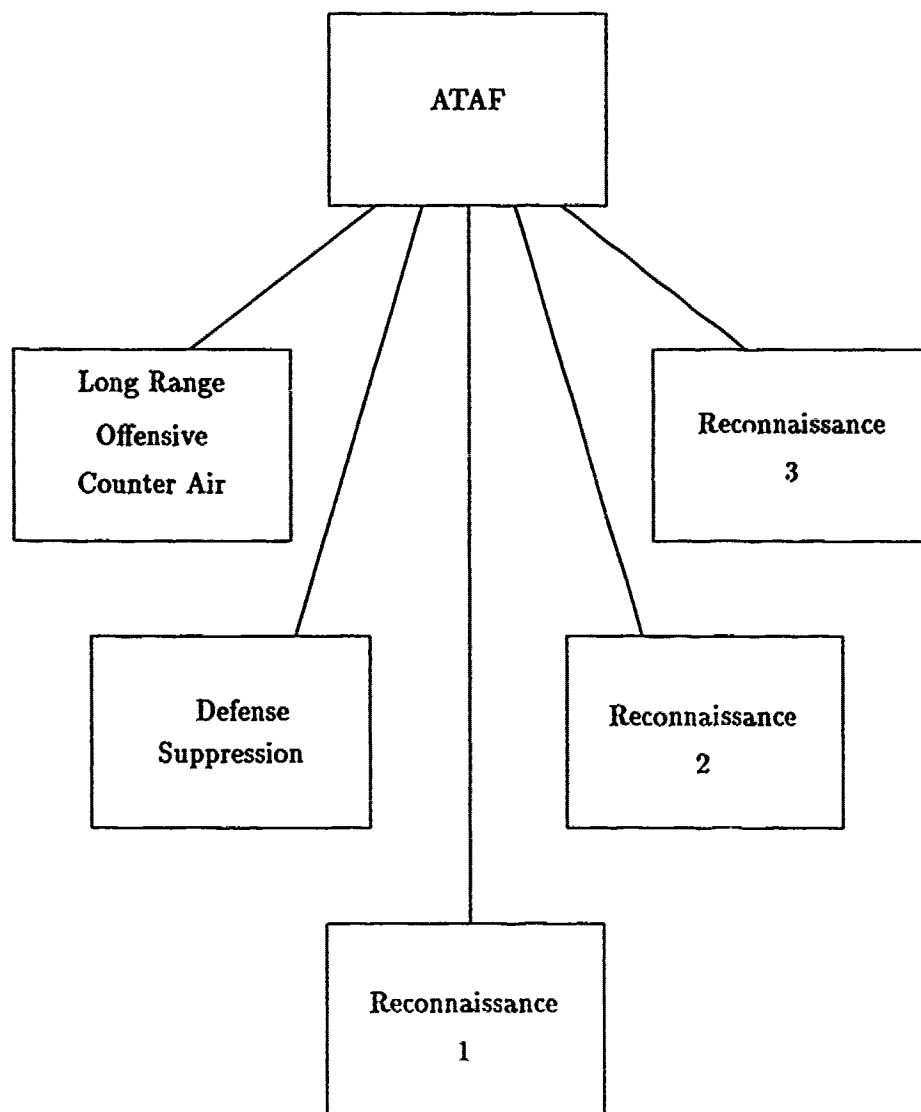 ATAF
Long Range
Offensive
Counter Air
Reconnaissance
3
Defense
Suppression
Reconnaissance
2
Reconnaissance
1